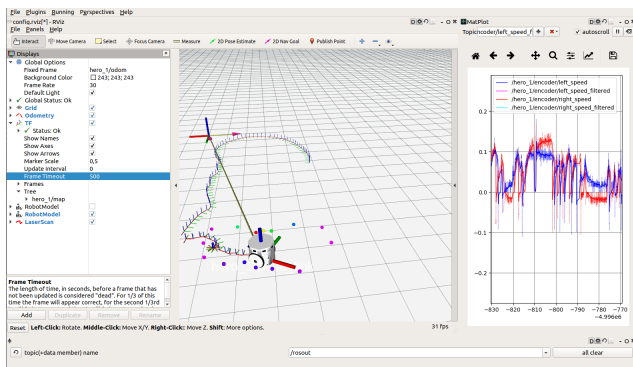 File Plugins Running Perspectives Help
config.rviz[*] - RViz
File Panels Help
Interact Move Camera Select Focus Camera Measure 2D Pose Estimate 2D Nav Goal Publish Point
Displays
Global Options
Fixed Frame hero_1/odom
Background Color 243; 243; 243
Frame Rate 30
Default Light
Global Status: Ok
Grid
Odometry
TF
Status: Ok
Show Names
Show Axes
Show Arrows
Marker Scale 0,5
Update Interval 0
Frame Timeout 500
Frames
Tree
hero_1/map
RobotModel
RobotModel
LaserScan
Frame Timeout
The length of time, in seconds, before a frame that has
not been updated is considered "dead". For 1/3 of this
time the frame will appear correct, for the second 1/3rd
Add Duplicate Remove Rename
Reset Left-Click: Rotate. Middle-Click: Move X/Y. Right-Click: Move Z. Shift: More options. 31 fps
MatPlot
Topic ncoder/left_speed_f autoscroll
/hero_1/encoder/left_speed
/hero_1/encoder/left_speed_filtered
/hero_1/encoder/right_speed
/hero_1/encoder/right_speed_filtered
0.2
0.1
0.0
−0.1
−0.2
−830 −820 −810 −800 −790 −780 −770
−4.996e6
topic(+data member) name /rosout all clear